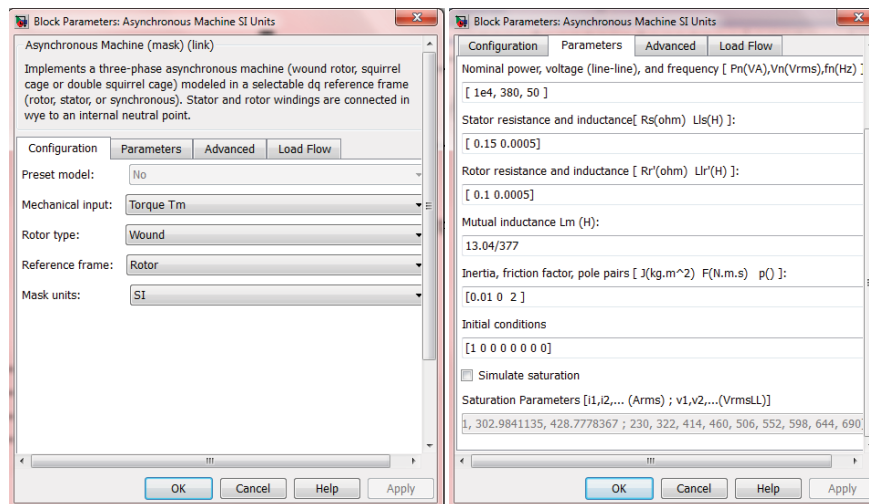 Block Parameters: Asynchronous Machine SI Units
Asynchronous Machine (mask) (link)
Implements a three-phase asynchronous machine (wound rotor, squirrel
cage or double squirrel cage) modeled in a selectable dq reference frame
(rotor, stator, or synchronous). Stator and rotor windings are connected in
wye to an internal neutral point.
Configuration Parameters Advanced Load Flow
Preset model: No
Mechanical input: Torque Tm
Rotor type: Wound
Reference frame: Rotor
Mask units: SI
OK Cancel Help Apply
Block Parameters: Asynchronous Machine SI Units
Configuration Parameters Advanced Load Flow
Nominal power, voltage (line-line), and frequency [ Pn(VA),Vn(Vrms),fn(Hz) ]
[ 1e4, 380, 50 ]
Stator resistance and inductance[ Rs(ohm) Lls(H) ]:
[ 0.15 0.0005]
Rotor resistance and inductance [ Rr'(ohm) Llr'(H) ]:
[ 0.1 0.0005]
Mutual inductance Lm (H):
13.04/377
Inertia, friction factor, pole pairs [ J(kg.m^2) F(N.m.s) p() ]:
[0.01 0 2 ]
Initial conditions
[1 0 0 0 0 0 0 0]
Simulate saturation
Saturation Parameters [i1,i2,... (Arms) ; v1,v2,...(VrmsLL)]
1, 302.9841135, 428.7778367 ; 230, 322, 414, 460, 506, 552, 598, 644, 690
OK Cancel Help Apply